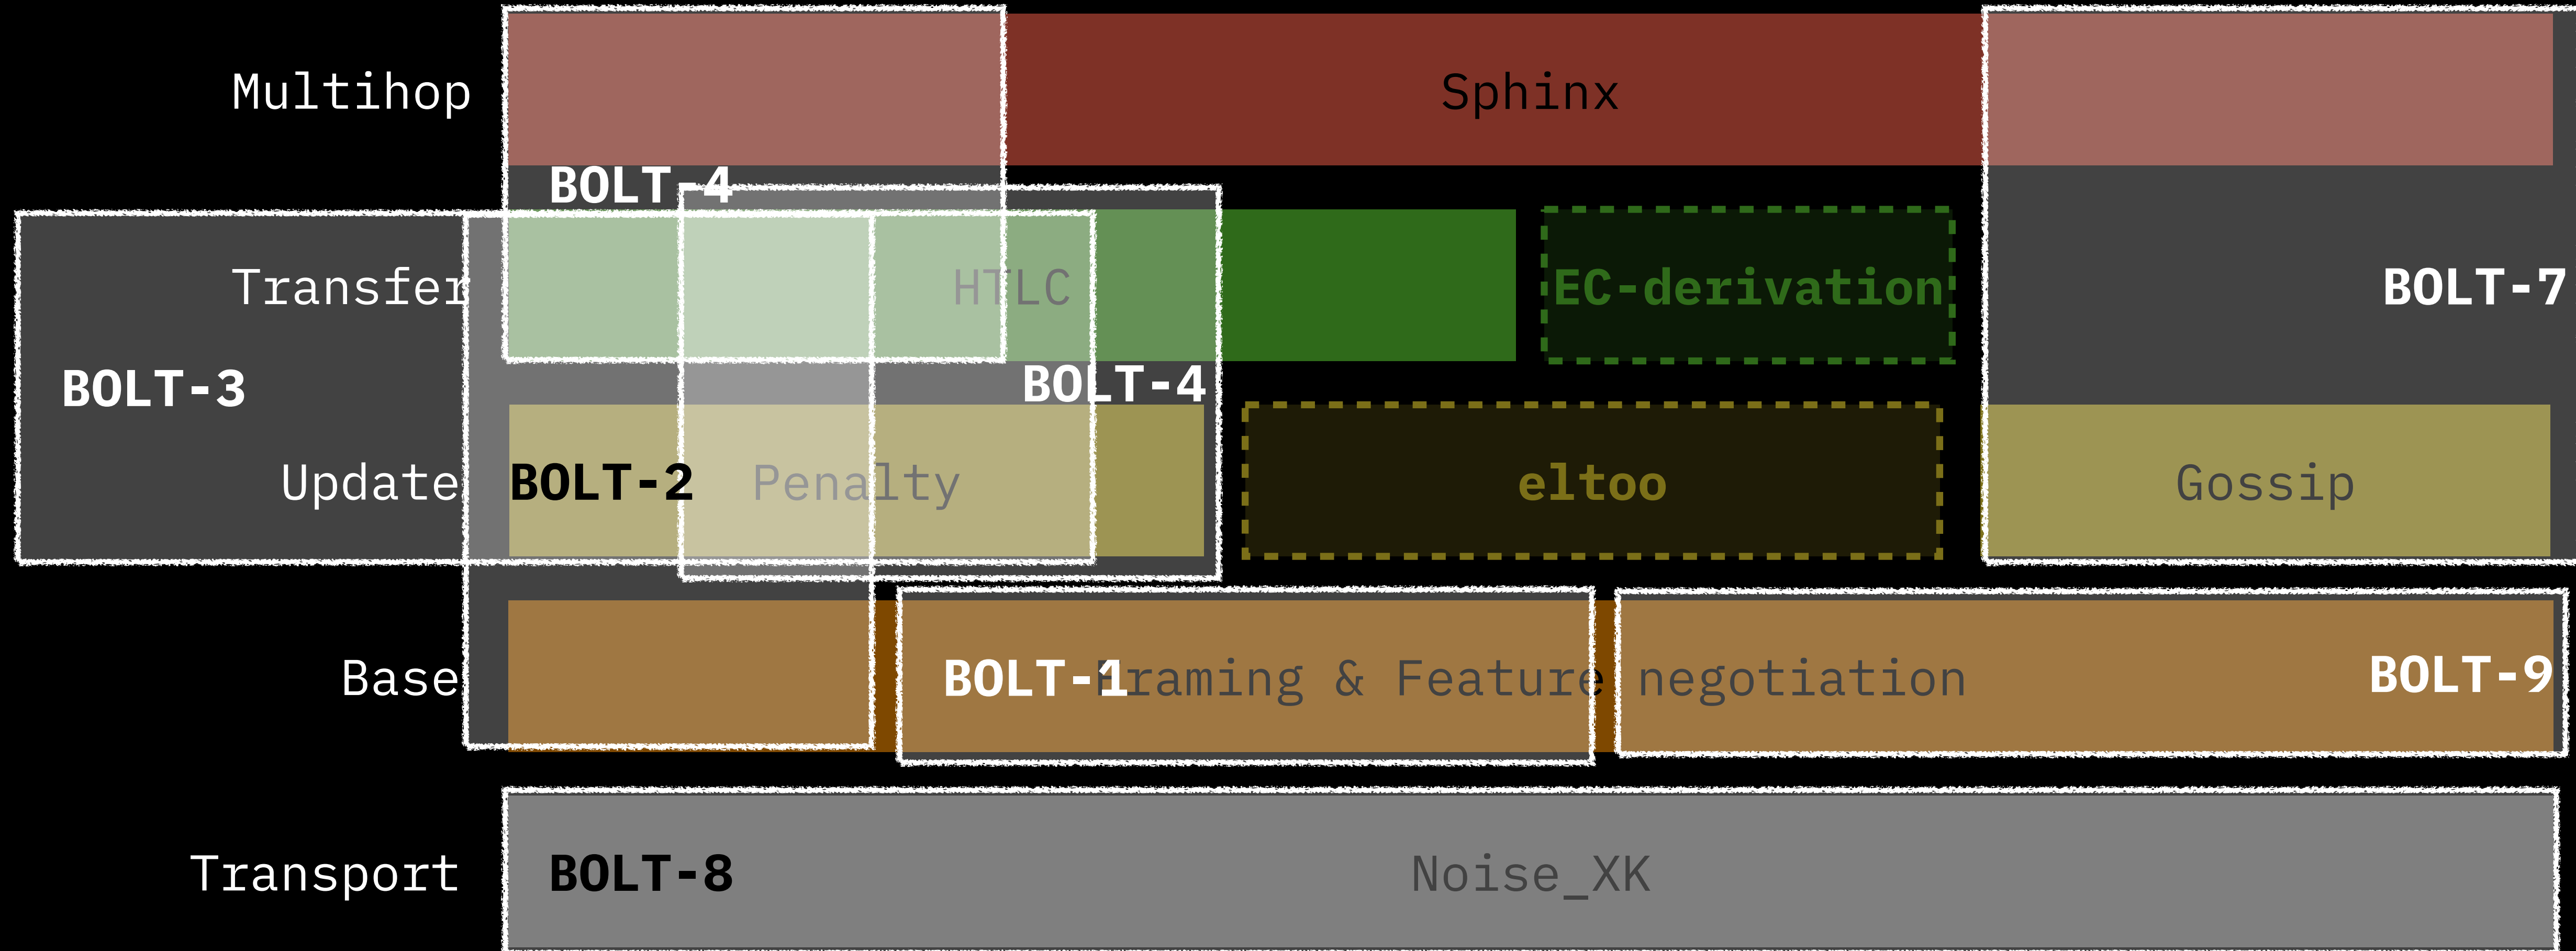 Multihop
Sphinx
BOLT-4
Transfer
HTLC
EC-derivation
BOLT-7
BOLT-3
BOLT-4
Update
BOLT-2
Penalty
eltoo
Gossip
Base
BOLT-1
Framing & Feature negotiation
BOLT-9
Transport
BOLT-8
Noise_XK